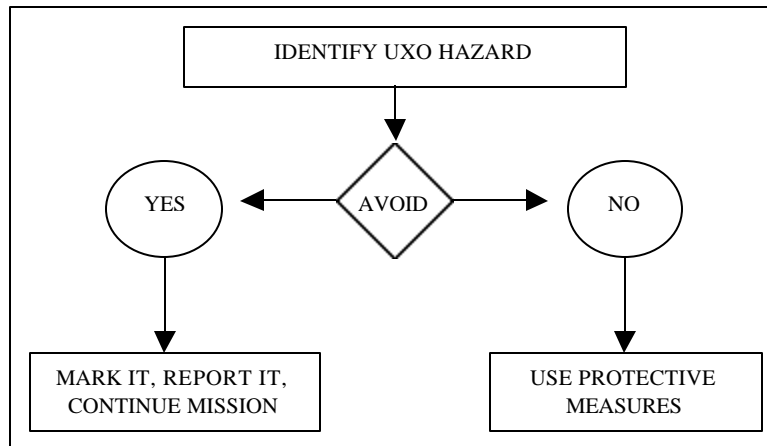 IDENTIFY UXO HAZARD
YES
AVOID
NO
MARK IT, REPORT IT,
CONTINUE MISSION
USE PROTECTIVE
MEASURES